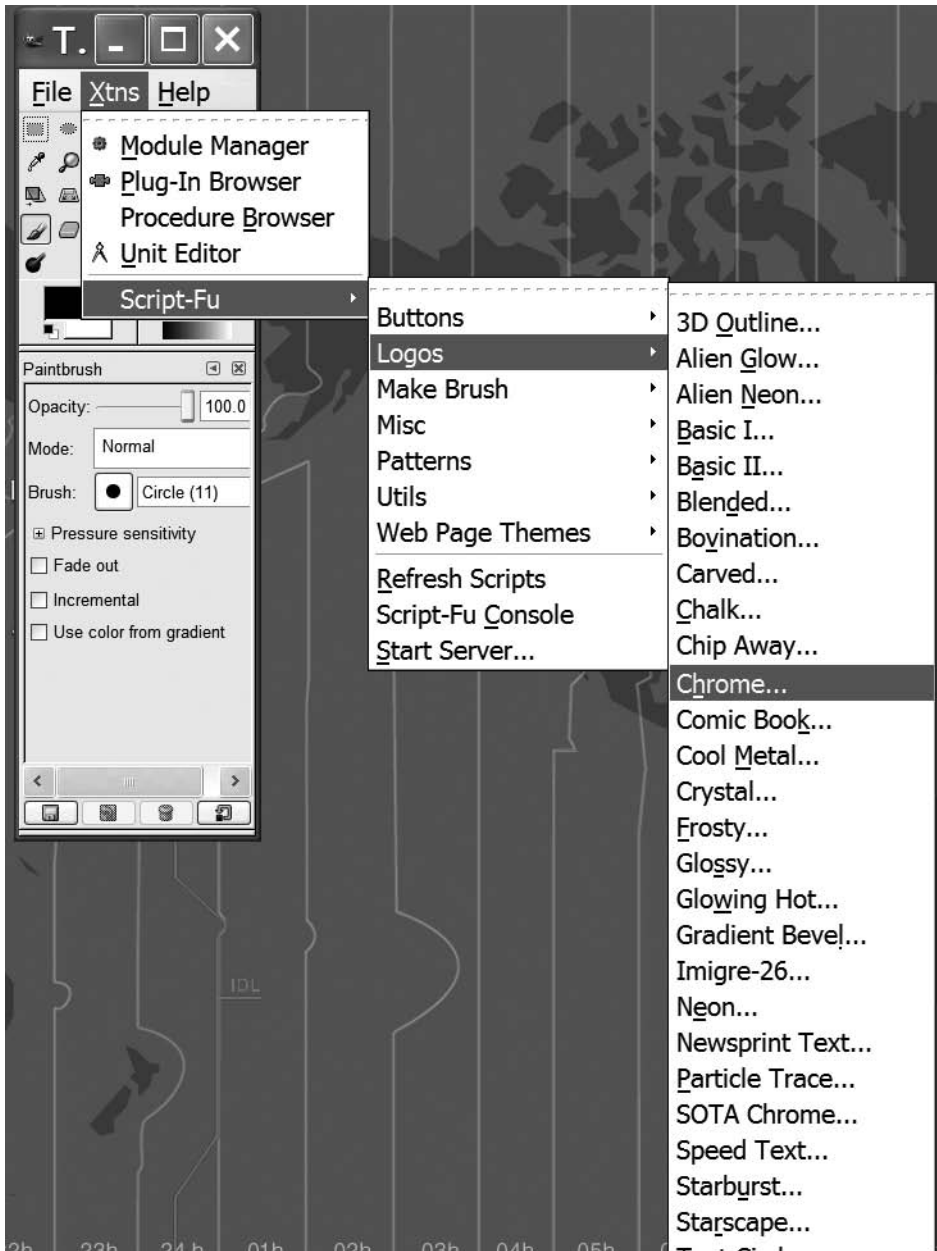 T.
File Xtns Help
Module Manager
Plug-In Browser
Procedure Browser
Unit Editor
Script-Fu
Buttons
Logos
Make Brush
Misc
Patterns
Utils
Web Page Themes
Refresh Scripts
Script-Fu Console
Start Server...
3D Outline...
Alien Glow...
Alien Neon...
Basic I...
Basic II...
Blended...
Bovination...
Carved...
Chalk...
Chip Away...
Chrome...
Comic Book...
Cool Metal...
Crystal...
Frosty...
Glossy...
Glowing Hot...
Gradient Bevel...
Imigre-26...
Neon...
Newsprint Text...
Particle Trace...
SOTA Chrome...
Speed Text...
Starburst...
Starscape...
Paintbrush
Opacity: 100.0
Mode: Normal
Brush: Circle (11)
Pressure sensitivity
Fade out
Incremental
Use color from gradient
IDL
23h 24h 01h 02h 03h 04h 05h